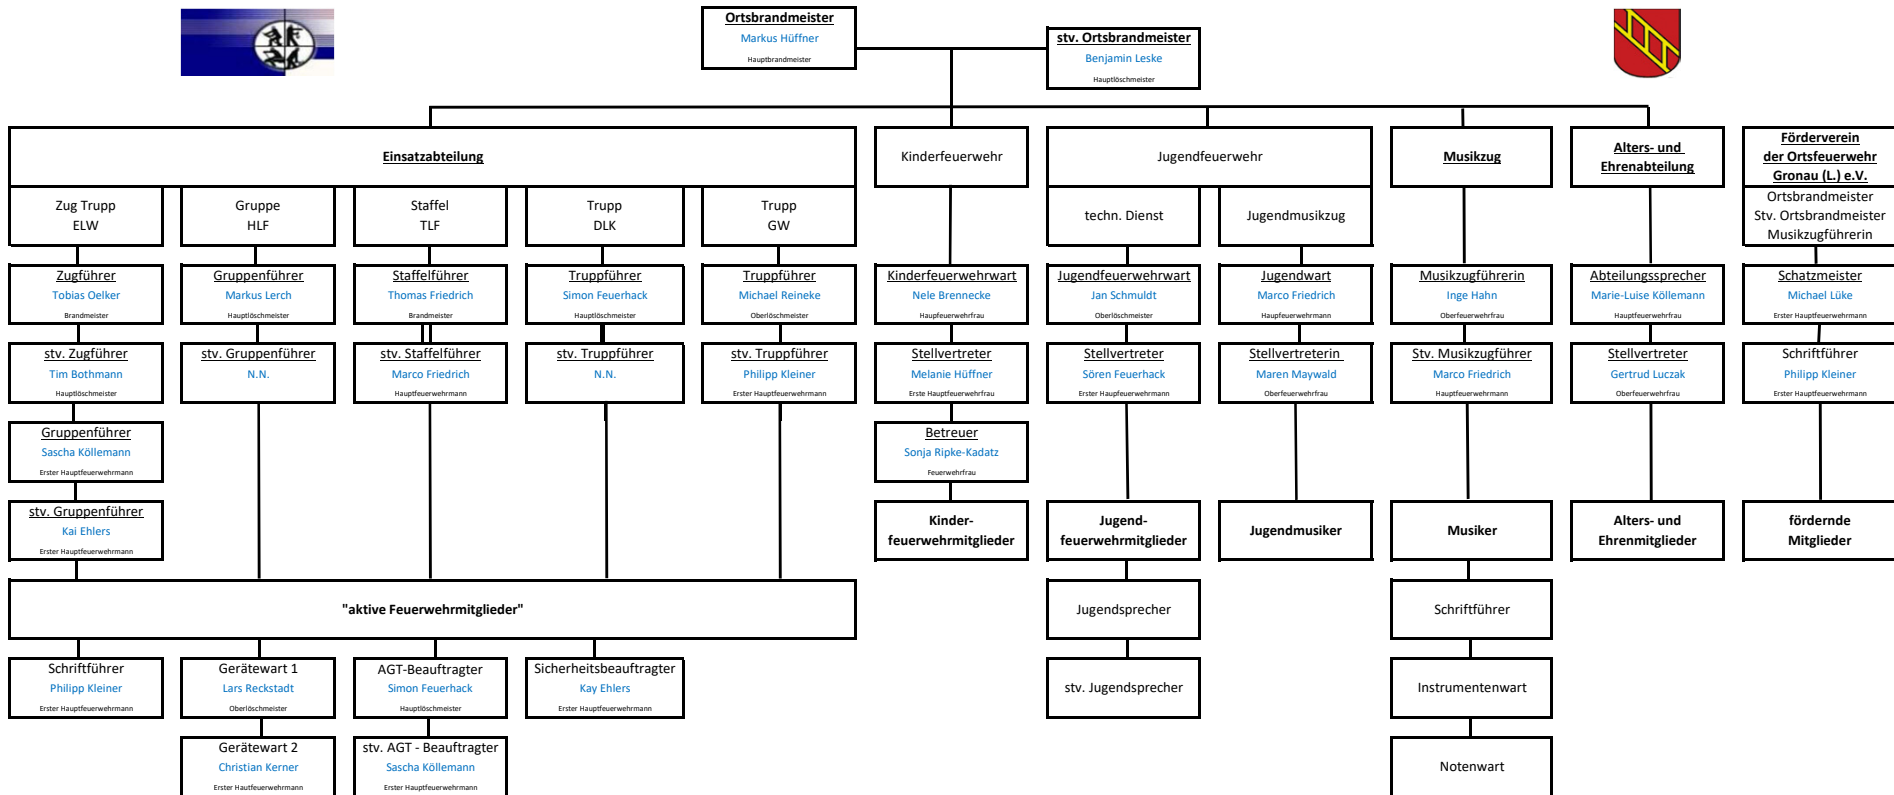 Ortsbrandmeister
Markus Hüffner
Hauptbrandmeister
stv. Ortsbrandmeister
Benjamin Leske
Hauptlöschmeister
Einsatzabteilung
Kinderfeuerwehr
Jugendfeuerwehr
Musikzug
Alters- und
Ehrenabteilung
Förderverein
der Ortsfeuerwehr
Gronau (L.) e.V.
Zug Trupp
ELW
Gruppe
HLF
Staffel
TLF
Trupp
DLK
Trupp
GW
techn. Dienst
Jugendmusikzug
Ortsbrandmeister
Stv. Ortsbrandmeister
Musikzugführerin
Zugführer
Tobias Oelker
Brandmeister
Gruppenführer
Markus Lerch
Hauptlöschmeister
Staffelführer
Thomas Friedrich
Brandmeister
Truppführer
Simon Feuerhack
Hauptlöschmeister
Truppführer
Michael Reineke
Oberlöschmeister
Kinderfeuerwehrwart
Nele Brennecke
Haupfeuerwehrfrau
Jugendfeuerwehrwart
Jan Schmuldt
Oberlöschmeister
Jugendwart
Marco Friedrich
Haupfeuerwehrmann
Musikzugführerin
Inge Hahn
Oberfeuerwehrfrau
Abteilungssprecher
Marie-Luise Köllemann
Hauptfeuerwehrfrau
Schatzmeister
Michael Lüke
Erster Hauptfeuerwehrmann
stv. Zugführer
Tim Bothmann
Hauptlöschmeister
stv. Gruppenführer
N.N.
stv. Staffelführer
Marco Friedrich
Hauptfeuerwehrmann
stv. Truppführer
N.N.
stv. Truppführer
Philipp Kleiner
Erster Hauptfeuerwehrmann
Stellvertreter
Melanie Hüffner
Erste Hauptfeuerwehrfrau
Stellvertreter
Sören Feuerhack
Erster Haupfeuerwehrmann
Stellvertreterin
Maren Maywald
Oberfeuerwehrfrau
Stv. Musikzugführer
Marco Friedrich
Hauptfeuerwehrmann
Stellvertreter
Gertrud Luczak
Oberfeuerwehrfrau
Schriftführer
Philipp Kleiner
Erster Hauptfeuerwehrmann
Gruppenführer
Sascha Köllemann
Erster Hauptfeuerwehrmann
Betreuer
Sonja Ripke-Kadatz
Feuerwehrfrau
stv. Gruppenführer
Kai Ehlers
Erster Hauptfeuerwehrmann
Kinder-
feuerwehrmitglieder
Jugend-
feuerwehrmitglieder
Jugendmusiker
Musiker
Alters- und
Ehrenmitglieder
fördernde
Mitglieder
"aktive Feuerwehrmitglieder"
Jugendsprecher
Schriftführer
Schriftführer
Philipp Kleiner
Erster Hauptfeuerwehrmann
Gerätewart 1
Lars Reckstadt
Oberlöschmeister
AGT-Beauftragter
Simon Feuerhack
Hauptlöschmeister
Sicherheitsbeauftragter
Kay Ehlers
Erster Hauptfeuerwehrmann
stv. Jugendsprecher
Instrumentenwart
Gerätewart 2
Christian Kerner
Erster Hautfeuerwehrmann
stv. AGT - Beauftragter
Sascha Köllemann
Erster Hauptfeuerwehrmann
Notenwart